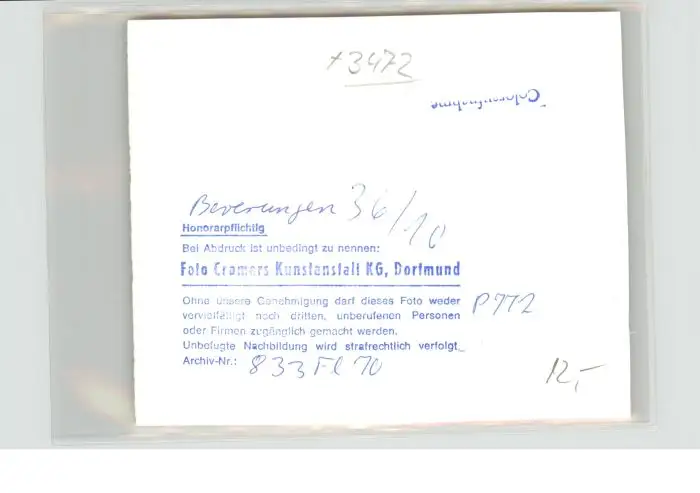 +3472
Coloraufnahme
Beverungen 36/10
Honorarpflichtig
Bei Abdruck ist unbedingt zu nennen:
Foto Cramers Kunstanstalt KG, Dortmund
Ohne unsere Genehmigung darf dieses Foto weder
vervielfältigt noch dritten, unberufenen Personen
oder Firmen zugänglich gemacht werden.
Unbefugte Nachbildung wird strafrechtlich verfolgt.
Archiv-Nr.: 833 Fl 70
P772
12,-